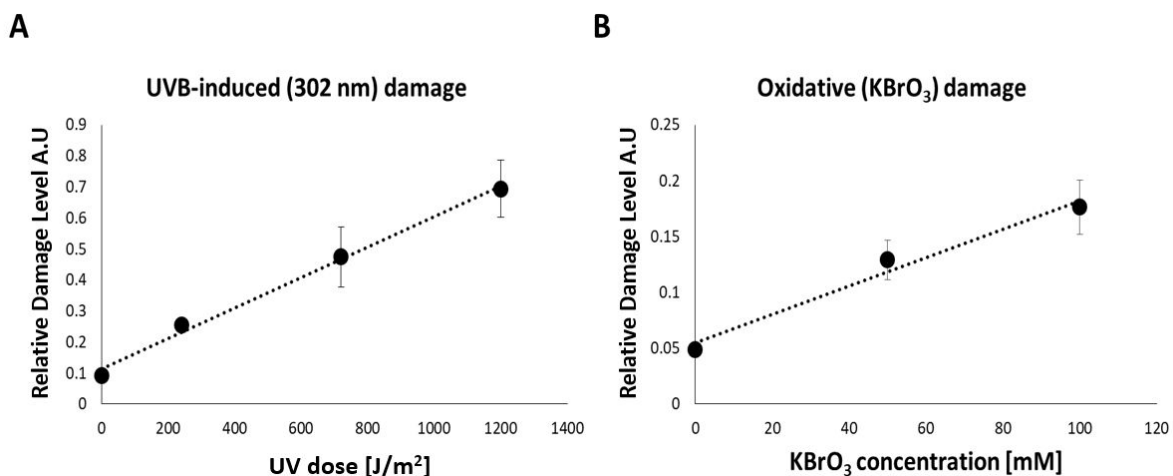 A
UVB-induced (302 nm) damage
Relative Damage Level A.U
0.9
0.8
0.7
0.6
0.5
0.4
0.3
0.2
0.1
0
0 200 400 600 800 1000 1200 1400
UV dose [J/m²]
B
Oxidative (KBrO₃) damage
Relative Damage Level A.U
0.25
0.2
0.15
0.1
0.05
0
0 20 40 60 80 100 120
KBrO₃ concentration [mM]